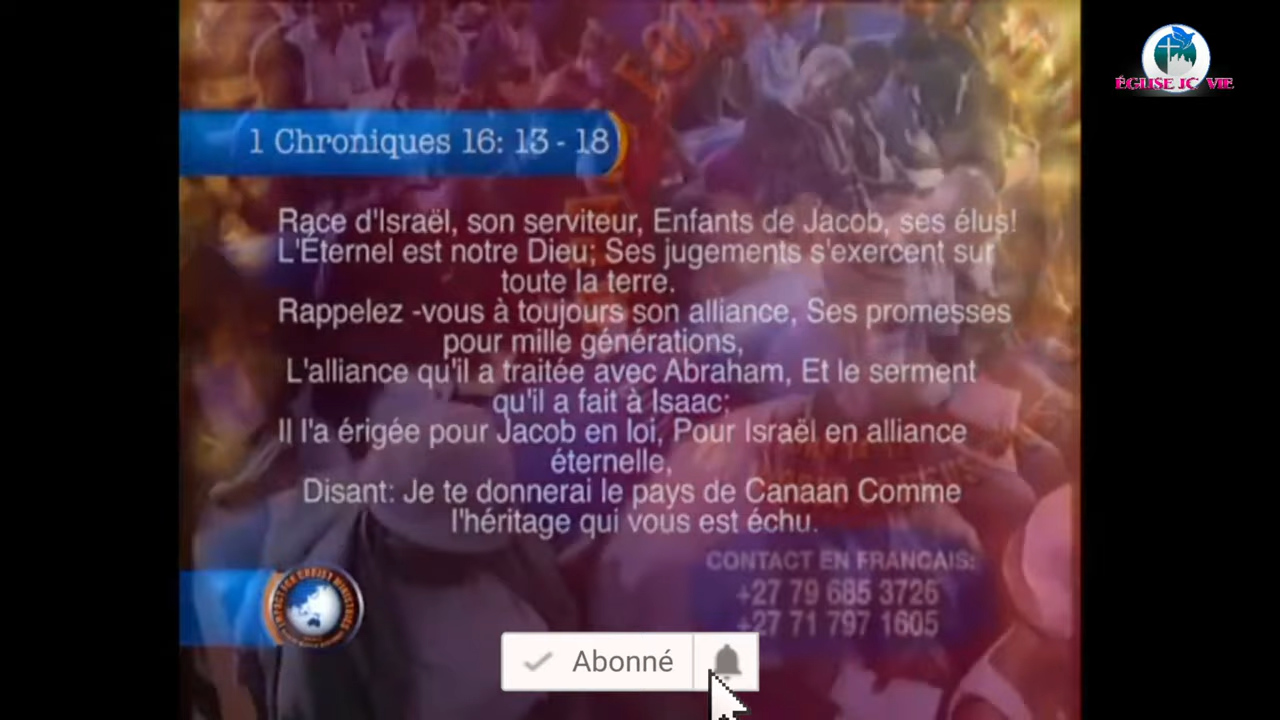 ÉGLISE JC VIE
1 Chroniques 16: 13 - 18
Race d'Israël, son serviteur, Enfants de Jacob, ses élus!
L'Éternel est notre Dieu; Ses jugements s'exercent sur
toute la terre.
Rappelez -vous à toujours son alliance, Ses promesses
pour mille générations,
L'alliance qu'il a traitée avec Abraham, Et le serment
qu'il a fait à Isaac;
Il l'a érigée pour Jacob en loi, Pour Israël en alliance
éternelle,
Disant: Je te donnerai le pays de Canaan Comme
l'héritage qui vous est échu.
CONTACT EN FRANCAIS:
+27 79 685 3726
+27 71 797 1605
IMPACT FOR CHRIST MINISTRIES
Abonné